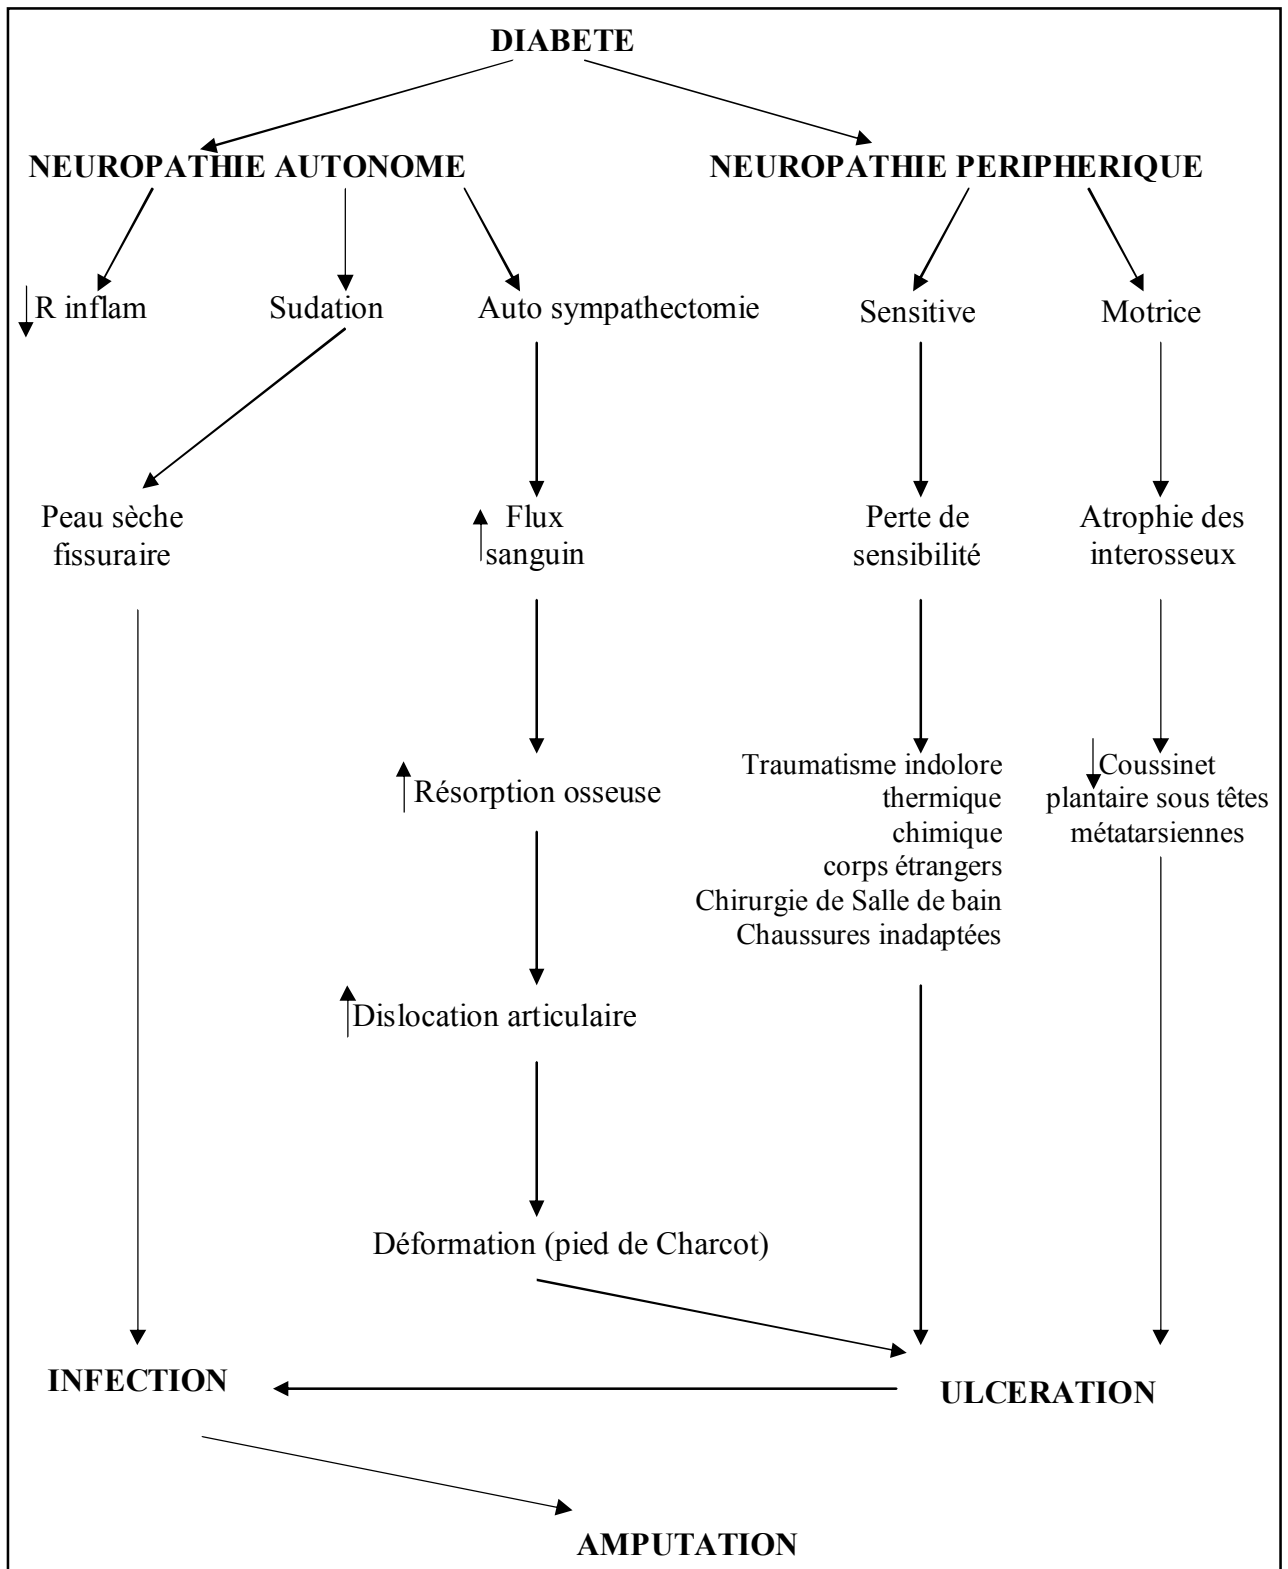 DIABETE
NEUROPATHIE AUTONOME
NEUROPATHIE PERIPHERIQUE
R inflam
Sudation
Auto sympathectomie
Sensitive
Motrice
Peau sèche
fissuraire
Flux
sanguin
Perte de
sensibilité
Atrophie des
interosseux
Résorption osseuse
Traumatisme indolore
thermique
chimique
corps étrangers
Chirurgie de Salle de bain
Chaussures inadaptées
Coussinet
plantaire sous têtes
métatarsiennes
Dislocation articulaire
Déformation (pied de Charcot)
INFECTION
ULCERATION
AMPUTATION